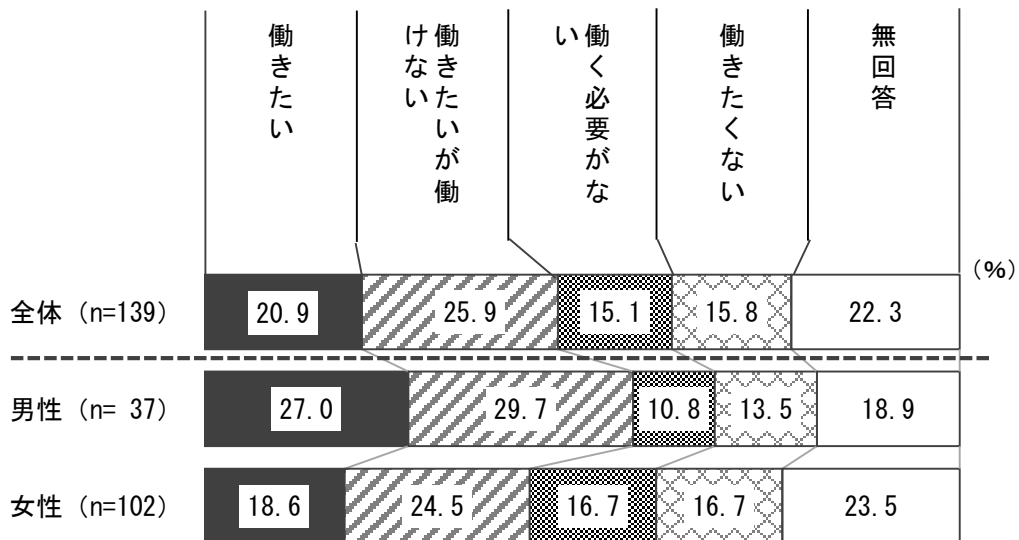 働きたい
働きたいが働
けない
働く必要がな
い
働きたくない
無回答
(%)
全体 (n=139)
20.9
25.9
15.1
15.8
22.3
男性 (n= 37)
27.0
29.7
10.8
13.5
18.9
女性 (n=102)
18.6
24.5
16.7
16.7
23.5